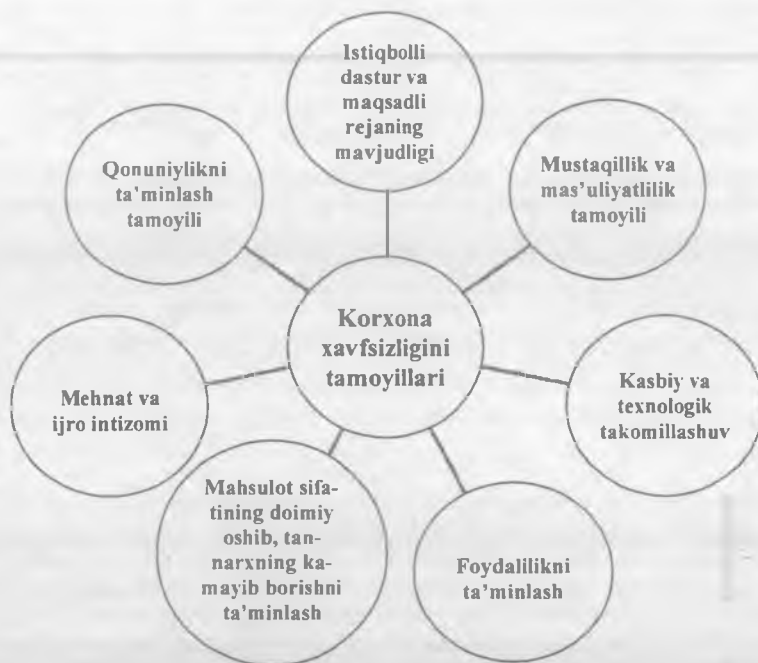 Istiqbolli
dastur va
maqsadli
rejaning
mavjudligi
Qonuniylikni
ta'minlash
tamoyili
Mustaqillik va
mas'uliyatlilik
tamoyili
Korxona
xavfsizligini
tamoyillari
Mehnat va
ijro intizomi
Kasbiy va
texnologik
takomillashuv
Mahsulot sifa-
tining doimiy
oshib, tan-
narxning ka-
mayib borishni
ta'minlash
Foydalilikni
ta'minlash